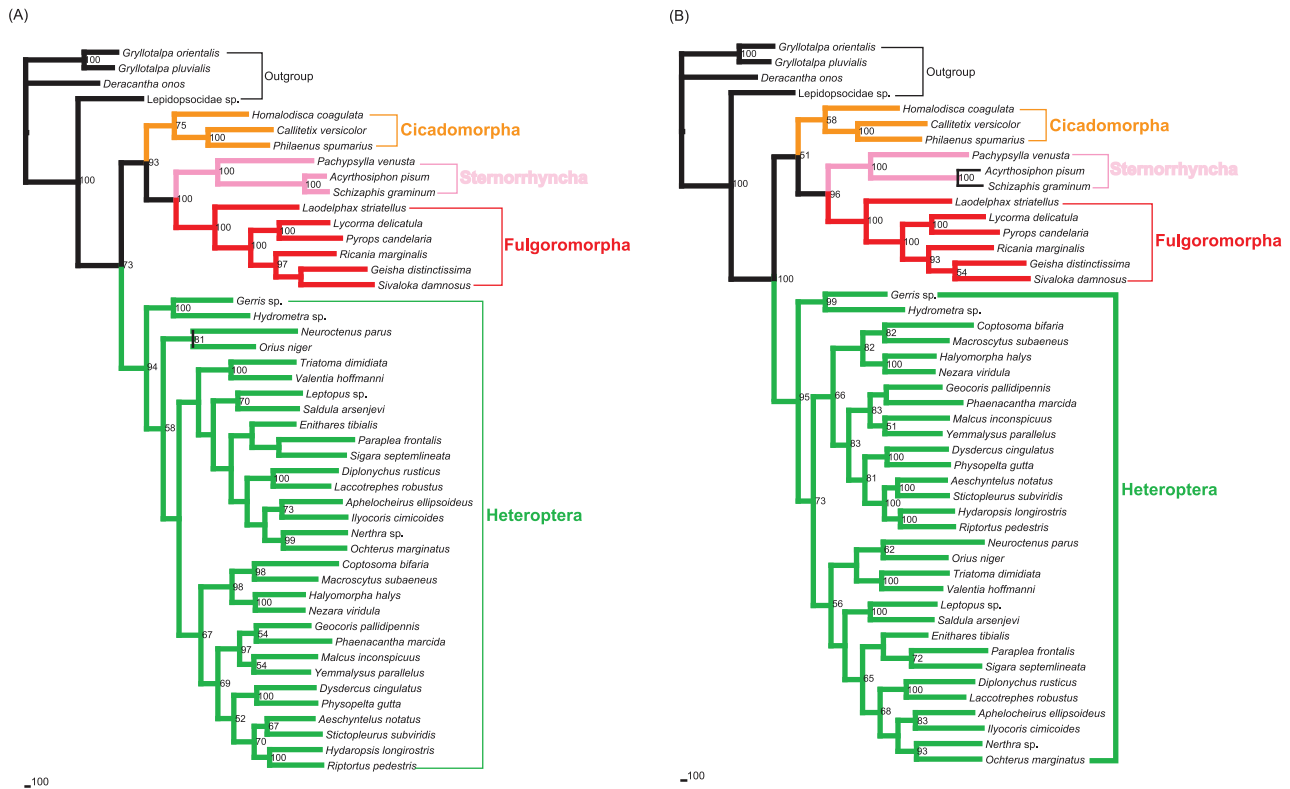 (A)
Gryllotalpa orientalis
100
Gryllotalpa pluvialis
Outgroup
Deracantha onos
Lepidopsocidae sp.
Homalodisca coagulata
75
Callitetix versicolor
Cicadomorpha
100
Philaenus spumarius
93
Pachypsylla venusta
100
Acyrthosiphon pisum
Sternorrhyncha
100
100
Schizaphis graminum
100
Laodelphax striatellus
100
Lycorma delicatula
100
Pyrops candelaria
100
Fulgoromorpha
Ricania marginalis
97
Geisha distinctissima
73
Sivaloka damnosus
Gerris sp.
100
Hydrometra sp.
Neuroctenus parus
81
Orius niger
94
Triatoma dimidiata
100
Valentia hoffmanni
Leptopus sp.
70
Saldula arsenjevi
58
Enithares tibialis
Paraplea frontalis
Sigara septemlineata
Diplonychus rusticus
100
Laccotrephes robustus
Aphelocheirus ellipsoideus
73
Heteroptera
Ilyocoris cimicoides
Nerthra sp.
99
Ochterus marginatus
Coptosoma bifaria
98
Macroscytus subaeneus
98
Halyomorpha halys
100
Nezara viridula
67
Geocoris pallidipennis
54
Phaenacantha marcida
97
Malcus inconspicuus
54
Yemmalysus parallelus
69
Dysdercus cingulatus
100
Physopelta gutta
52
Aeschyntelus notatus
67
Stictopleurus subviridis
70
Hydaropsis longirostris
100
Riptortus pedestris
100
(B)
Gryllotalpa orientalis
100
Gryllotalpa pluvialis
Outgroup
Deracantha onos
Lepidopsocidae sp.
Homalodisca coagulata
58
Callitetix versicolor
Cicadomorpha
100
Philaenus spumarius
51
Pachypsylla venusta
100
Acyrthosiphon pisum
Sternorrhyncha
100
100
Schizaphis graminum
96
Laodelphax striatellus
100
Lycorma delicatula
100
Pyrops candelaria
100
Fulgoromorpha
Ricania marginalis
93
Geisha distinctissima
54
100
Sivaloka damnosus
Gerris sp.
99
Hydrometra sp.
Coptosoma bifaria
82
Macroscytus subaeneus
82
Halyomorpha halys
100
Nezara viridula
95
66
Geocoris pallidipennis
Phaenacantha marcida
83
Malcus inconspicuus
51
Yemmalysus parallelus
83
Dysdercus cingulatus
100
Physopelta gutta
81
Aeschyntelus notatus
100
Stictopleurus subviridis
Heteroptera
73
100
Hydaropsis longirostris
100
Riptortus pedestris
Neuroctenus parus
62
Orius niger
Triatoma dimidiata
100
Valentia hoffmanni
56
Leptopus sp.
100
Saldula arsenjevi
Enithares tibialis
Paraplea frontalis
72
Sigara septemlineata
65
Diplonychus rusticus
100
Laccotrephes robustus
68
Aphelocheirus ellipsoideus
83
Ilyocoris cimicoides
Nerthra sp.
93
Ochterus marginatus
100